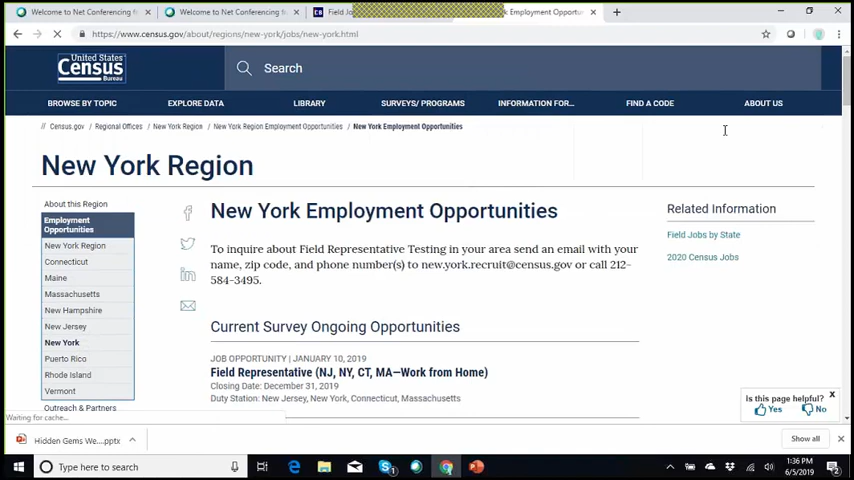 Welcome to Net Conferencing f
Welcome to Net Conferencing th
Field Jo
rk Employment Opportun
https://www.census.gov/about/regions/new-york/jobs/new-york.html
United States
Census
Bureau
Search
BROWSE BY TOPIC
EXPLORE DATA
LIBRARY
SURVEYS/ PROGRAMS
INFORMATION FOR...
FIND A CODE
ABOUT US
// Census.gov / Regional Offices / New York Region / New York Region Employment Opportunities / New York Employment Opportunities
New York Region
About this Region
Employment
Opportunities
New York Region
Connecticut
Maine
Massachusetts
New Hampshire
New Jersey
New York
Puerto Rico
Rhode Island
Vermont
Outreach & Partners
New York Employment Opportunities
To inquire about Field Representative Testing in your area send an email with your
name, zip code, and phone number(s) to new.york.recruit@census.gov or call 212-
584-3495.
Current Survey Ongoing Opportunities
JOB OPPORTUNITY | JANUARY 10, 2019
Field Representative (NJ, NY, CT, MA—Work from Home)
Closing Date: December 31, 2019
Duty Station: New Jersey, New York, Connecticut, Massachusetts
Related Information
Field Jobs by State
2020 Census Jobs
Is this page helpful?
X
Yes
No
Waiting for cache...
Hidden Gems We....pptx
Show all
Type here to search
1:36 PM
6/5/2019